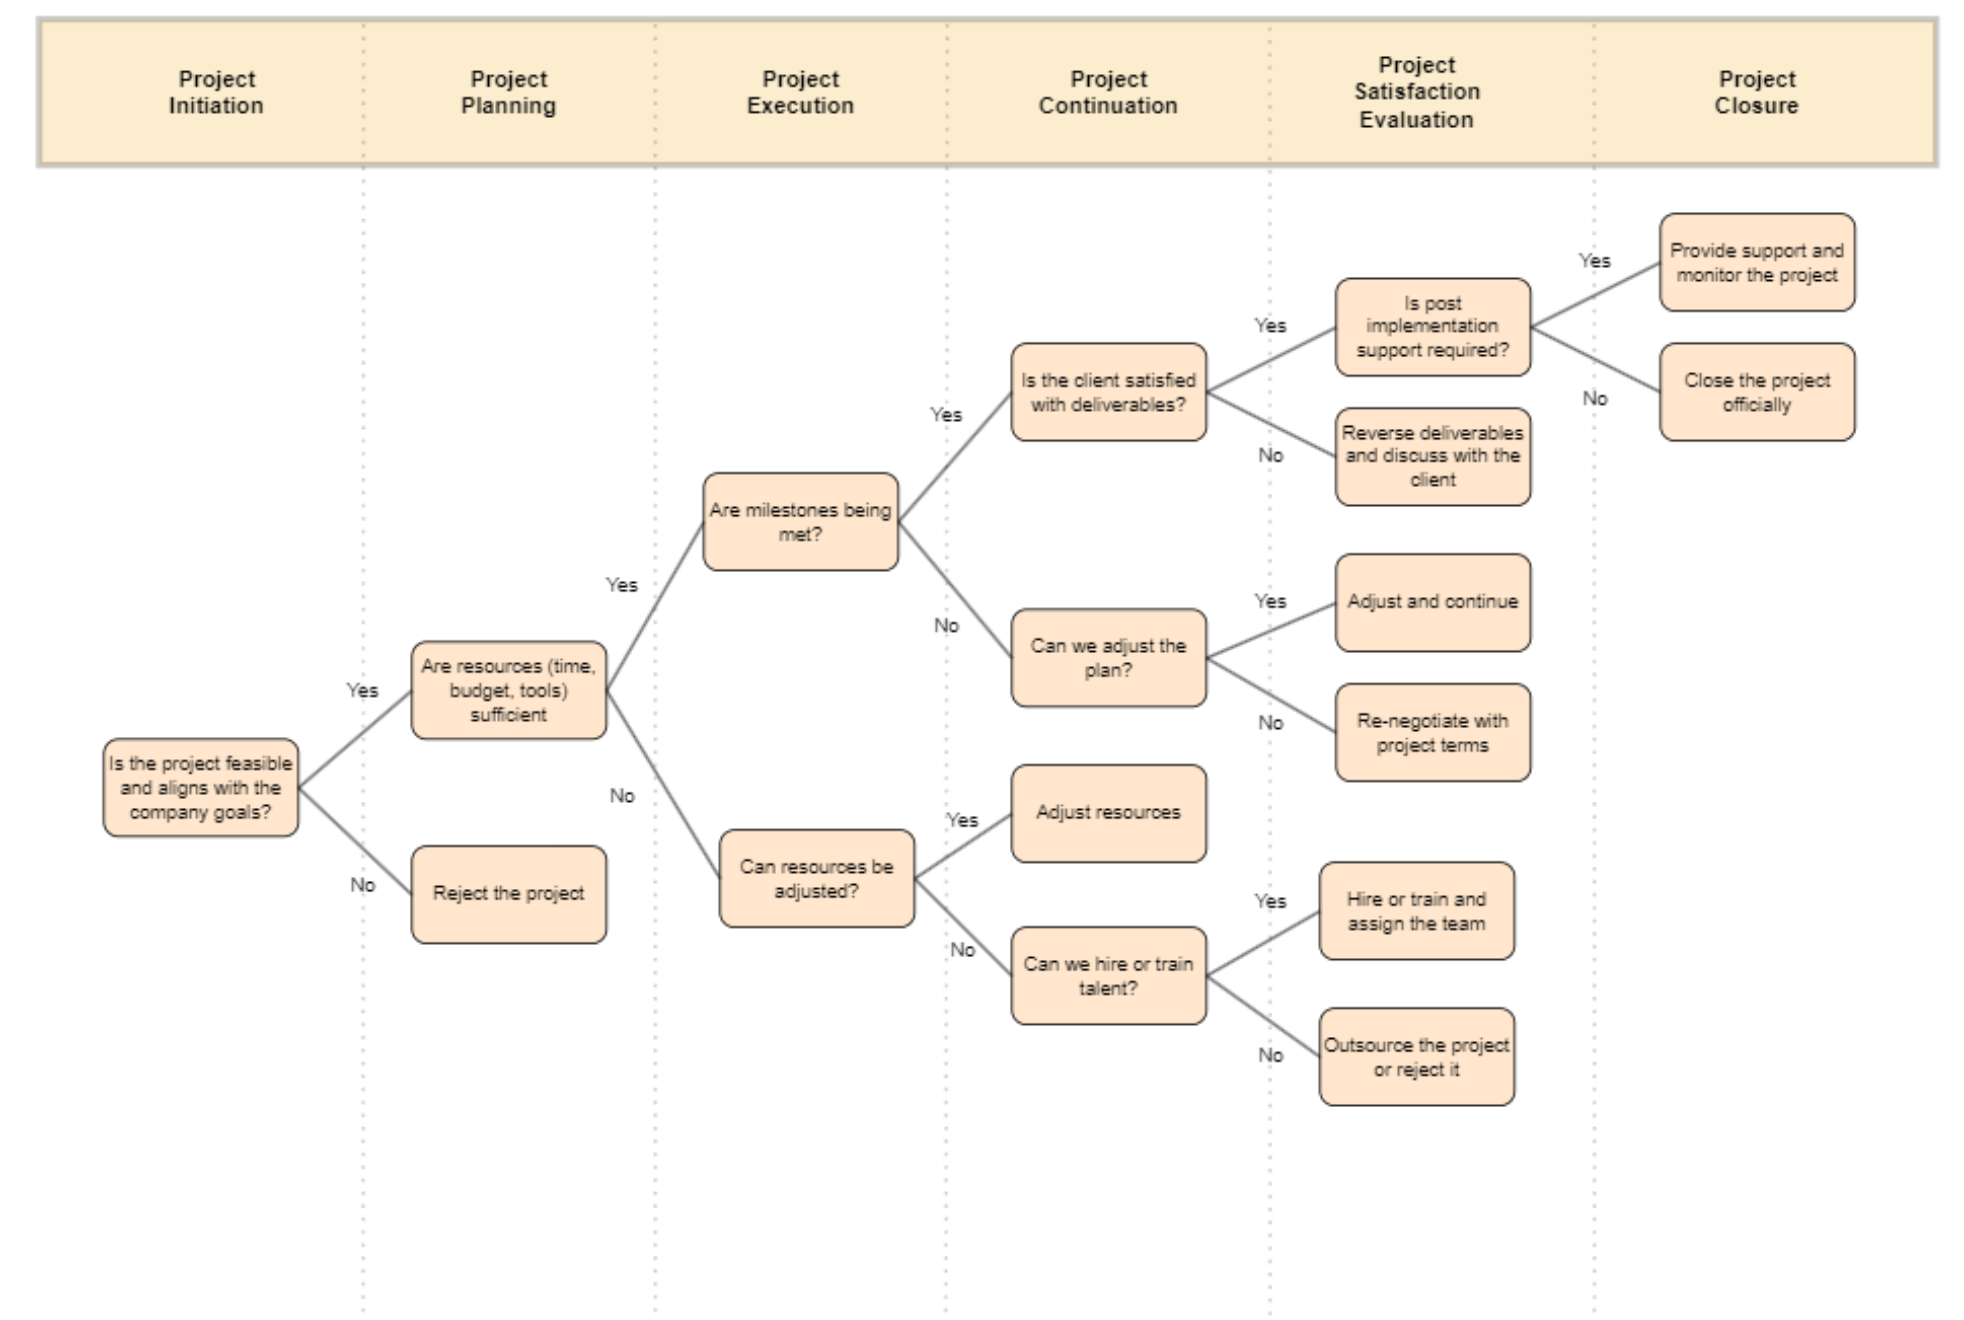 Project
Initiation
Project
Planning
Project
Execution
Project
Continuation
Project
Satisfaction
Evaluation
Project
Closure
Is the project feasible
and aligns with the
company goals?
Yes
No
Are resources (time,
budget, tools)
sufficient
Reject the project
Yes
No
Are milestones being
met?
Can resources be
adjusted?
Yes
No
Yes
No
Is the client satisfied
with deliverables?
Can we adjust the
plan?
Adjust resources
Can we hire or train
talent?
Yes
No
Yes
No
Yes
No
Is post
implementation
support required?
Reverse deliverables
and discuss with the
client
Adjust and continue
Re-negotiate with
project terms
Hire or train and
assign the team
Outsource the project
or reject it
Yes
No
Provide support and
monitor the project
Close the project
officially